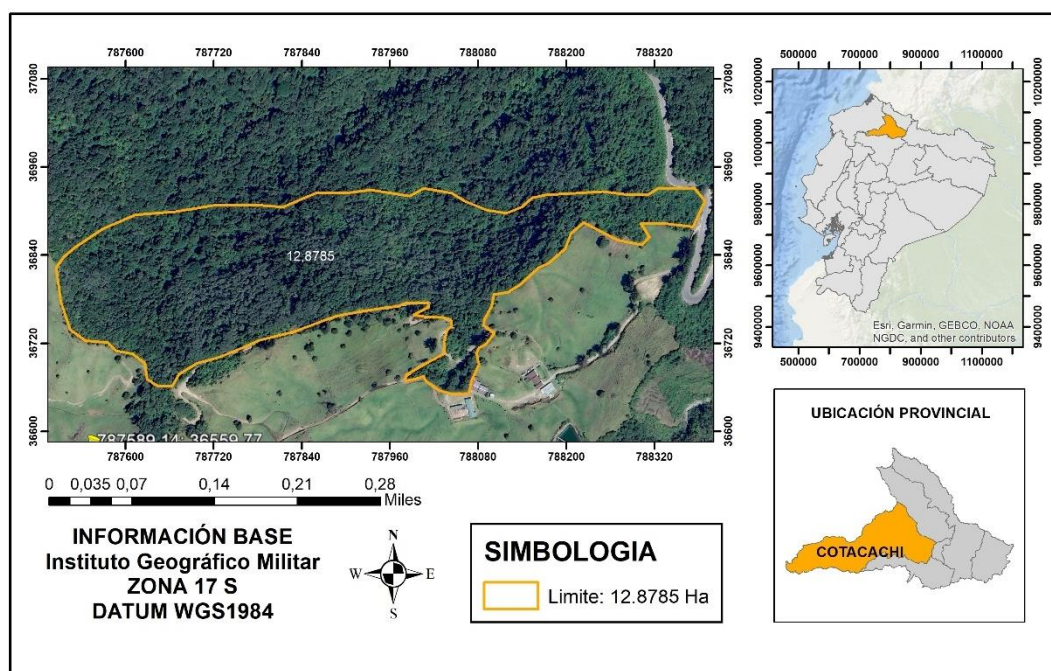 787600 787720 787840 787960 788080 788200 788320
37080
36960
36840
36720
36600
12.8785
787589.14; 36559.77
37080
36960
36840
36720
36600
787600 787720 787840 787960 788080 788200 788320
0 0,035 0,07 0,14 0,21 0,28
Miles
INFORMACIÓN BASE
Instituto Geográfico Militar
ZONA 17 S
DATUM WGS1984
N
W E
S
SIMBOLOGIA
Limite: 12.8785 Ha
500000 700000 900000 1100000
10200000
10000000
9800000
9600000
9400000
Esri, Garmin, GEBCO, NOAA
NGDC, and other contributors
10200000
10000000
9800000
9600000
9400000
500000 700000 900000 1100000
UBICACIÓN PROVINCIAL
COTACACHI